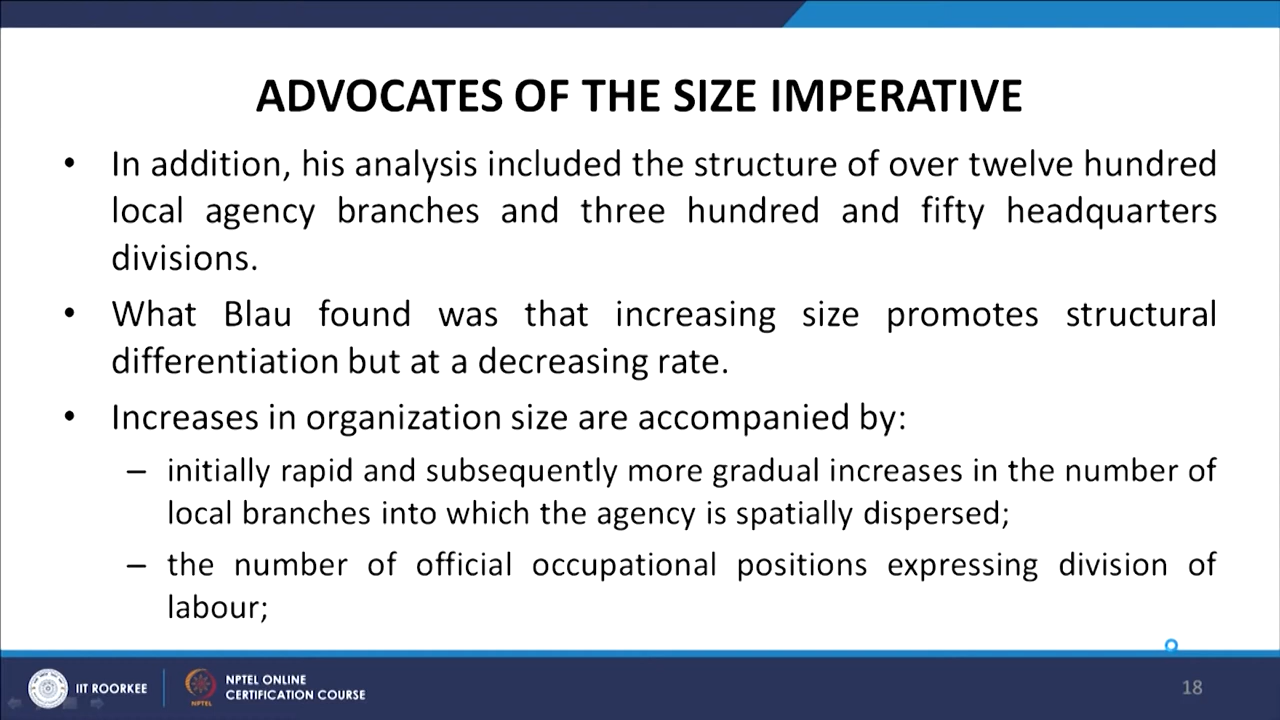 ADVOCATES OF THE SIZE IMPERATIVE
• In addition, his analysis included the structure of over twelve hundred
local agency branches and three hundred and fifty headquarters
divisions.
• What Blau found was that increasing size promotes structural
differentiation but at a decreasing rate.
• Increases in organization size are accompanied by:
– initially rapid and subsequently more gradual increases in the number of
local branches into which the agency is spatially dispersed;
– the number of official occupational positions expressing division of
labour;
IIT ROORKEE
NPTEL
NPTEL ONLINE
CERTIFICATION COURSE
18